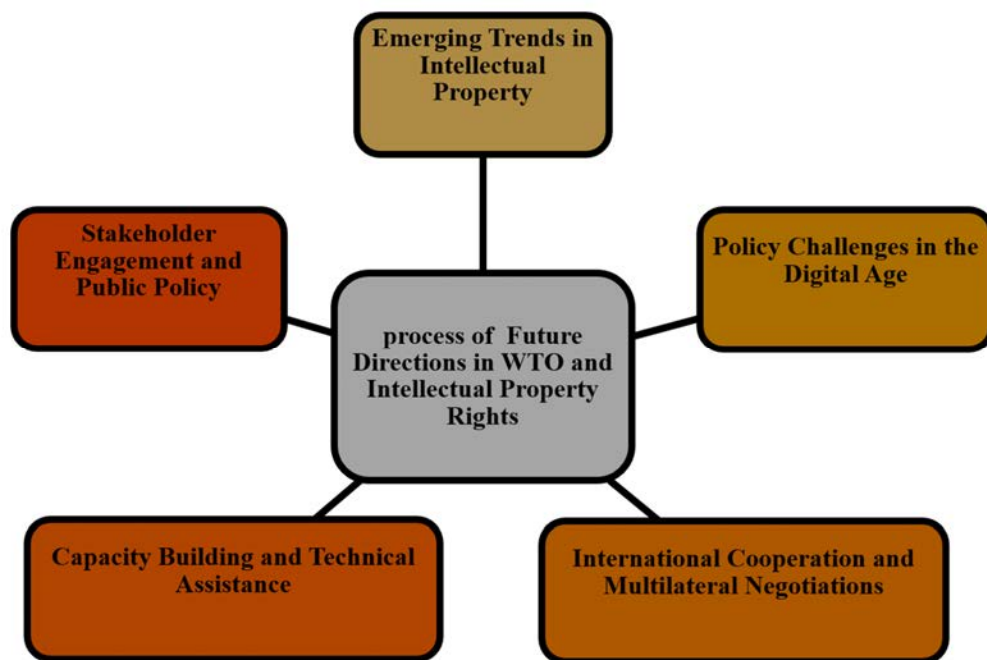 Emerging Trends in
Intellectual
Property
Stakeholder
Engagement and
Public Policy
Policy Challenges in the
Digital Age
process of  Future
Directions in WTO and
Intellectual Property
Rights
Capacity Building and Technical
Assistance
International Cooperation and
Multilateral Negotiations